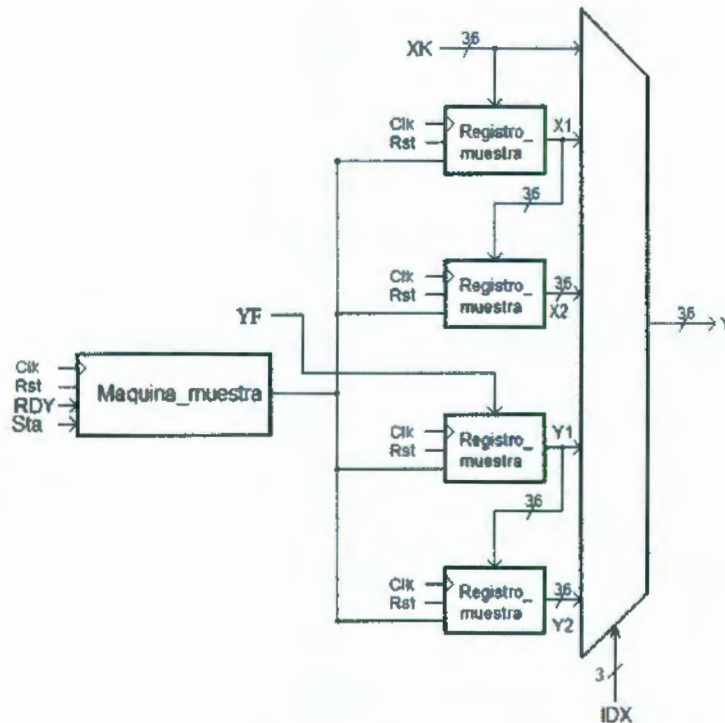 XK
36
Clk
Rst
Registro_
muestra
X1
36
Clk
Rst
Registro_
muestra
36
X2
YF
36
Y
Clk
Rst
RDY
Sta
Maquina_muestra
Clk
Rst
Registro_
muestra
Y1
36
Clk
Rst
Registro_
muestra
36
Y2
3
IDX